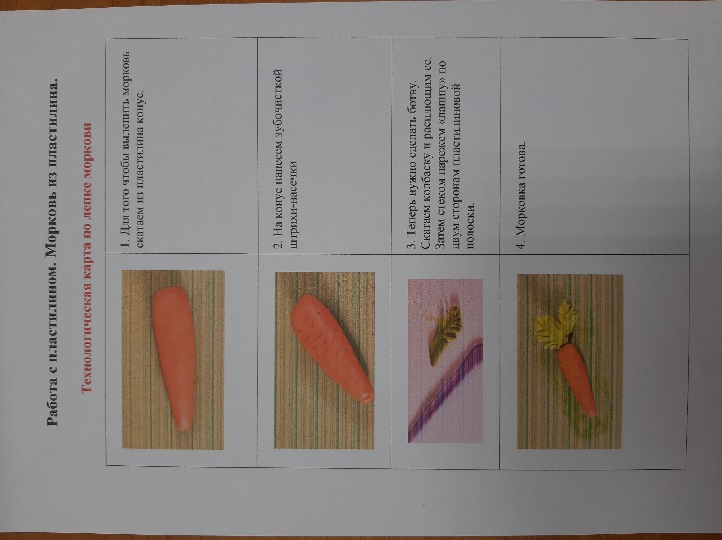 Работа с пластилином. Морковь из пластилина.
Технологическая карта по лепке моркови
1. Для того чтобы вылепить морковь
скатаем из пластилина конус.
2. На конус нанесем зубочисткой
штрихи-насечки
3. Теперь нужно сделать ботву.
Скатаем колбаску и расплющим ее.
Затем стеком нарежем «лапшу» по
двум сторонам пластилиновой
полоски.
4. Морковка готова.